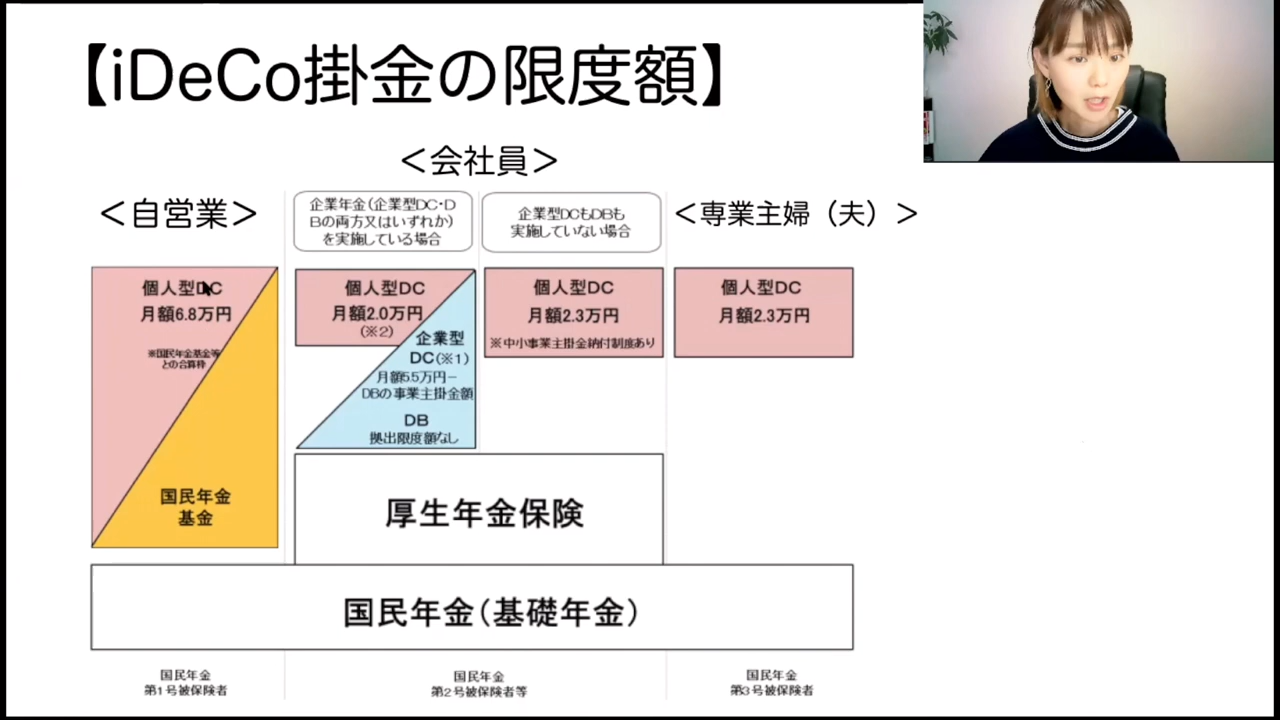 【iDeCo掛金の限度額】
＜会社員＞
＜自営業＞
企業年金(企業型DC・D
Bの両方又はいずれか)
を実施している場合
企業型DCもDBも
実施していない場合
＜専業主婦（夫）＞
個人型DC
月額6.8万円
※国民年金基金等
との合算枠
国民年金
基金
個人型DC
月額2.0万円
(※2)
企業型
DC(※1)
月額5.5万円－
DBの事業主掛金額
DB
拠出限度額なし
個人型DC
月額2.3万円
※中小事業主掛金納付制度あり
個人型DC
月額2.3万円
厚生年金保険
国民年金(基礎年金)
国民年金
第1号被保険者
国民年金
第2号被保険者等
国民年金
第3号被保険者